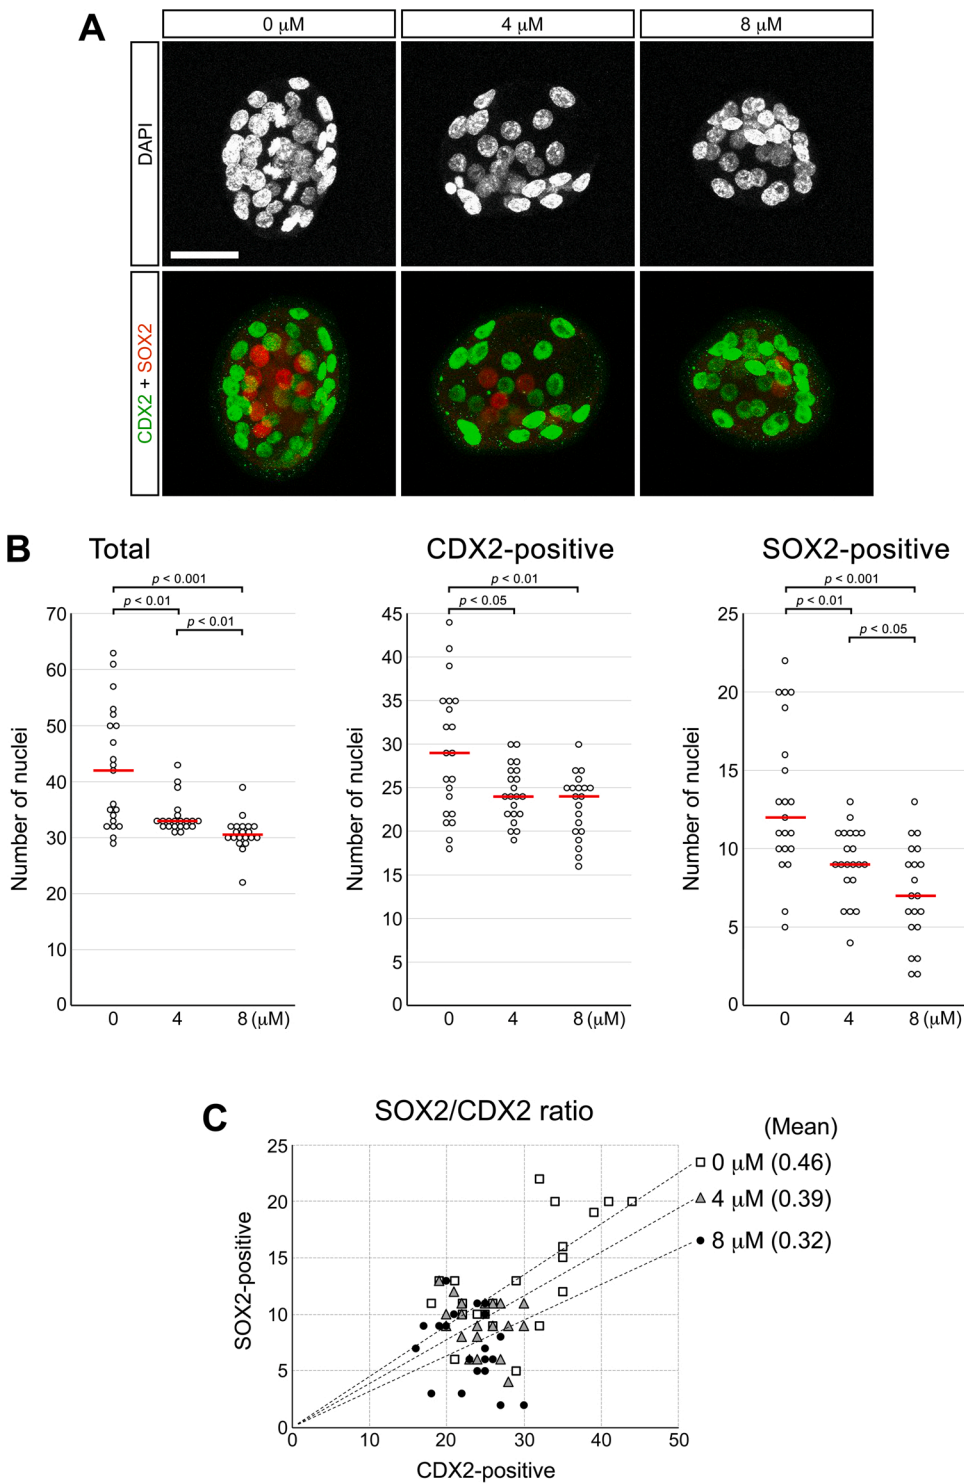 A
0 μM 4 μM 8 μM
DAPI
CDX2 + SOX2
B
Total CDX2-positive SOX2-positive
p < 0.001 p < 0.01 p < 0.001
p < 0.01 p < 0.05 p < 0.01
p < 0.01 p < 0.05
Number of nuclei
70
60
50
40
30
20
10
0
0 4 8 (μM)
Number of nuclei
45
40
35
30
25
20
15
10
5
0
0 4 8 (μM)
Number of nuclei
25
20
15
10
5
0
0 4 8 (μM)
C
SOX2/CDX2 ratio
(Mean)
0 μM (0.46)
4 μM (0.39)
8 μM (0.32)
SOX2-positive
25
20
15
10
5
0
0 10 20 30 40 50
CDX2-positive